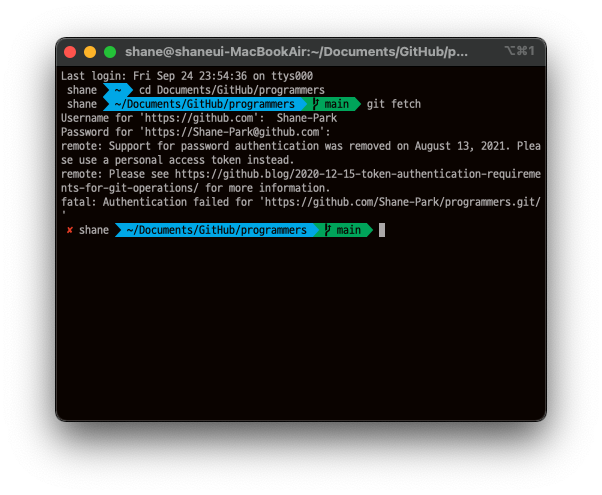 shane@shaneui-MacBookAir:~/Documents/GitHub/p... ⌥⌘1
Last login: Fri Sep 24 23:54:36 on ttys000
shane ~ cd Documents/GitHub/programmers
shane ~/Documents/GitHub/programmers main git fetch
Username for 'https://github.com': Shane-Park
Password for 'https://Shane-Park@github.com':
remote: Support for password authentication was removed on August 13, 2021. Plea
se use a personal access token instead.
remote: Please see https://github.blog/2020-12-15-token-authentication-requireme
nts-for-git-operations/ for more information.
fatal: Authentication failed for 'https://github.com/Shane-Park/programmers.git/
'
✘ shane ~/Documents/GitHub/programmers main